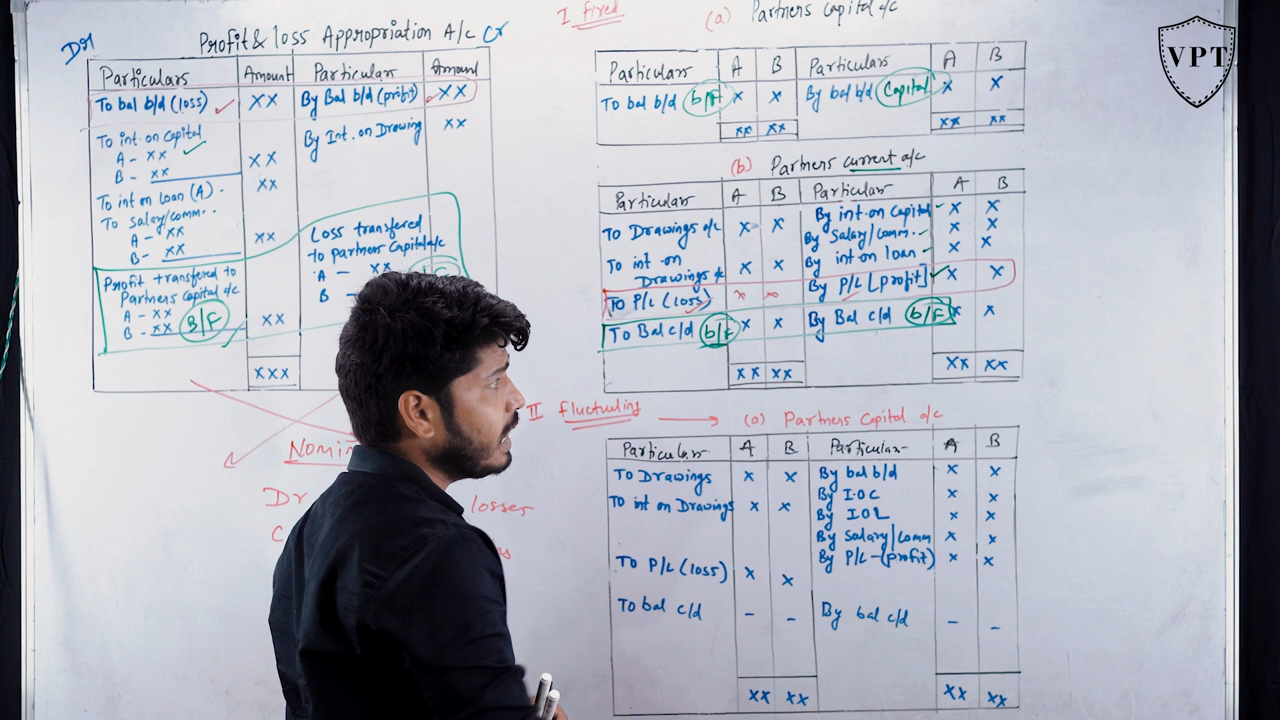 Dr
Profit & loss Appropriation A/c
Cr
Particulars Amount Particulars Amount
To bal b/d (loss) XX By Bal b/d (profit) XX
To int. on Capital
A - XX
B - XX
XX
By Int. on Drawing XX
To int on loan (A). XX
To Salary/comm..
A - XX
B - XX
XX
Profit transfered to
Partners Capital a/c
A - XX
B - XX
B/F
XX
Loss transfered
to partners Capital a/c
A - XX
B -
XXX
Nomin
Dr
losses
C
I fixed
(a) Partners Capital a/c
Particulars A B Particulars A B
To bal b/d b/f x x By bal b/d Capital x x
xx xx xx xx
(b) Partners current a/c
Particulars A B Particulars A B
To Drawings a/c x x By int. on Capital x x
By Salary/comm. x x
To int. on
Drawings a/c x x
By int on loan x x
To P/L (loss) x x By P/L [profit] x x
To Bal c/d b/f x x By Bal c/d b/f x x
xx xx xx xx
II fluctuling
(a) Partners Capital a/c
Particulars A B Particulars A B
To Drawings x x By bal b/d x x
To int on Drawings x x By I.O.C x x
By I.O.L x x
By Salary/comm x x
To P/L (loss) x x By P/L - (profit) x x
To bal c/d - - By bal c/d - -
xx xx xx xx
VPT